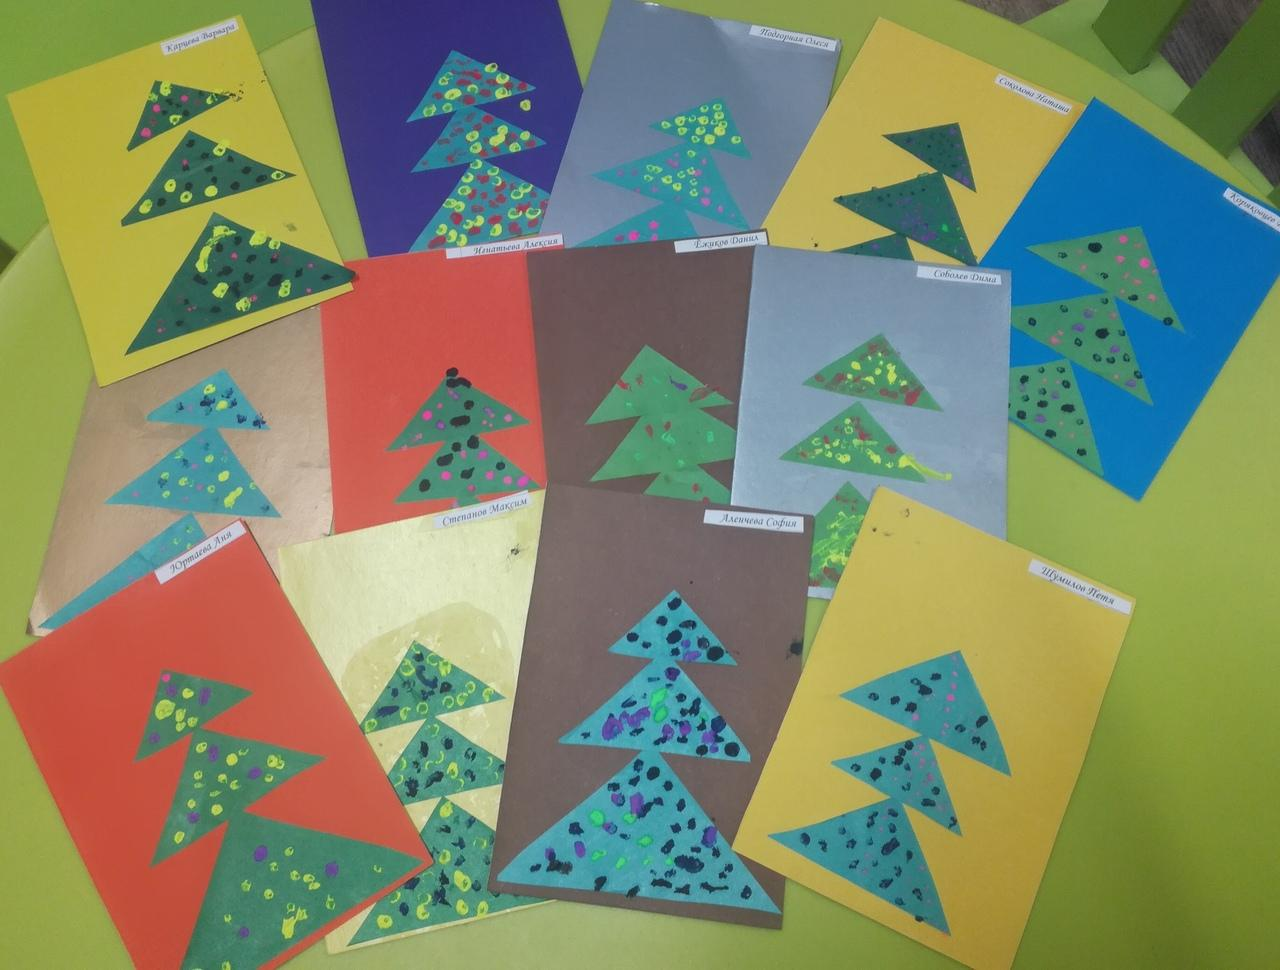 Карцева Варвара
Подгорная Олеся
Соколова Наташа
Игнатьева Алексия
Ёжиков Данил
Соболев Дима
Юртаева Аня
Степанов Максим
Аленчева София
Шумилов Петя